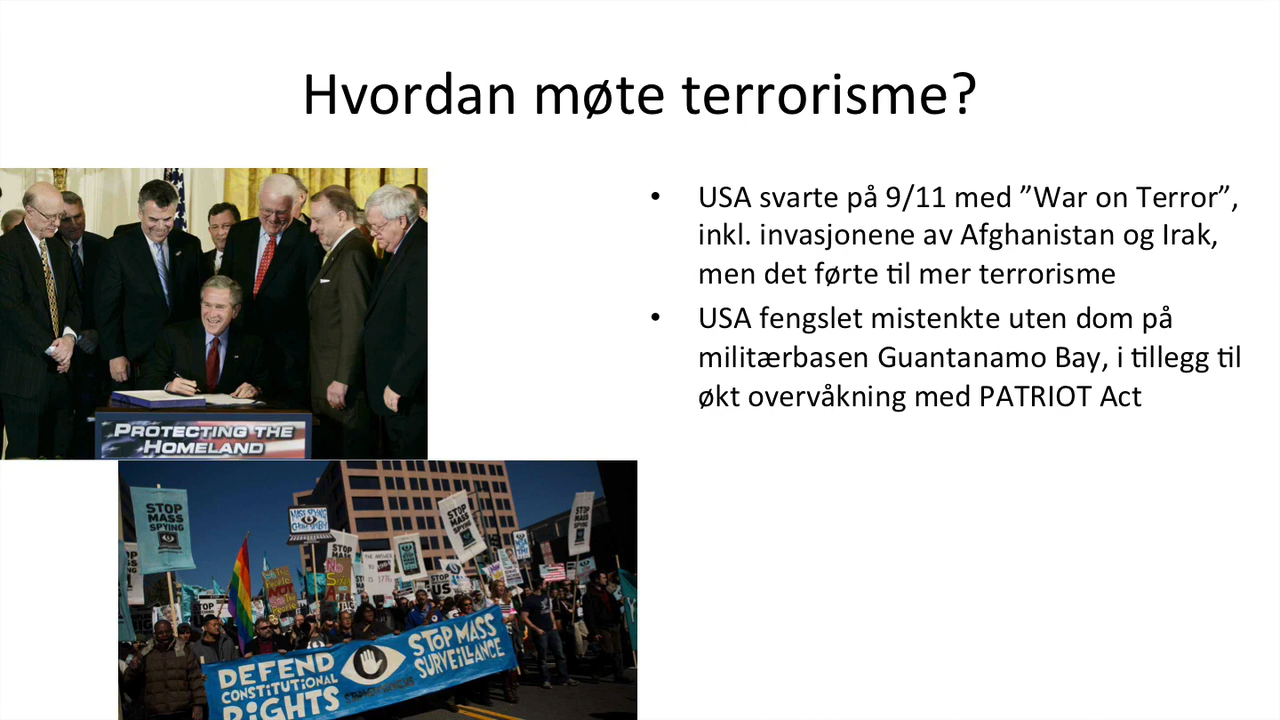 Hvordan møte terrorisme?
• USA svarte på 9/11 med ”War on Terror”,
inkl. invasjonene av Afghanistan og Irak,
men det førte til mer terrorisme
• USA fengslet mistenkte uten dom på
militærbasen Guantanamo Bay, i tillegg til
økt overvåkning med PATRIOT Act
PROTECTING THE
HOMELAND
STOP
MASS
SPYING
STOP
MASS
SPYING
STOP
DEFEND
CONSTITUTIONAL
RIGHTS
STOP MASS
SURVEILLANCE